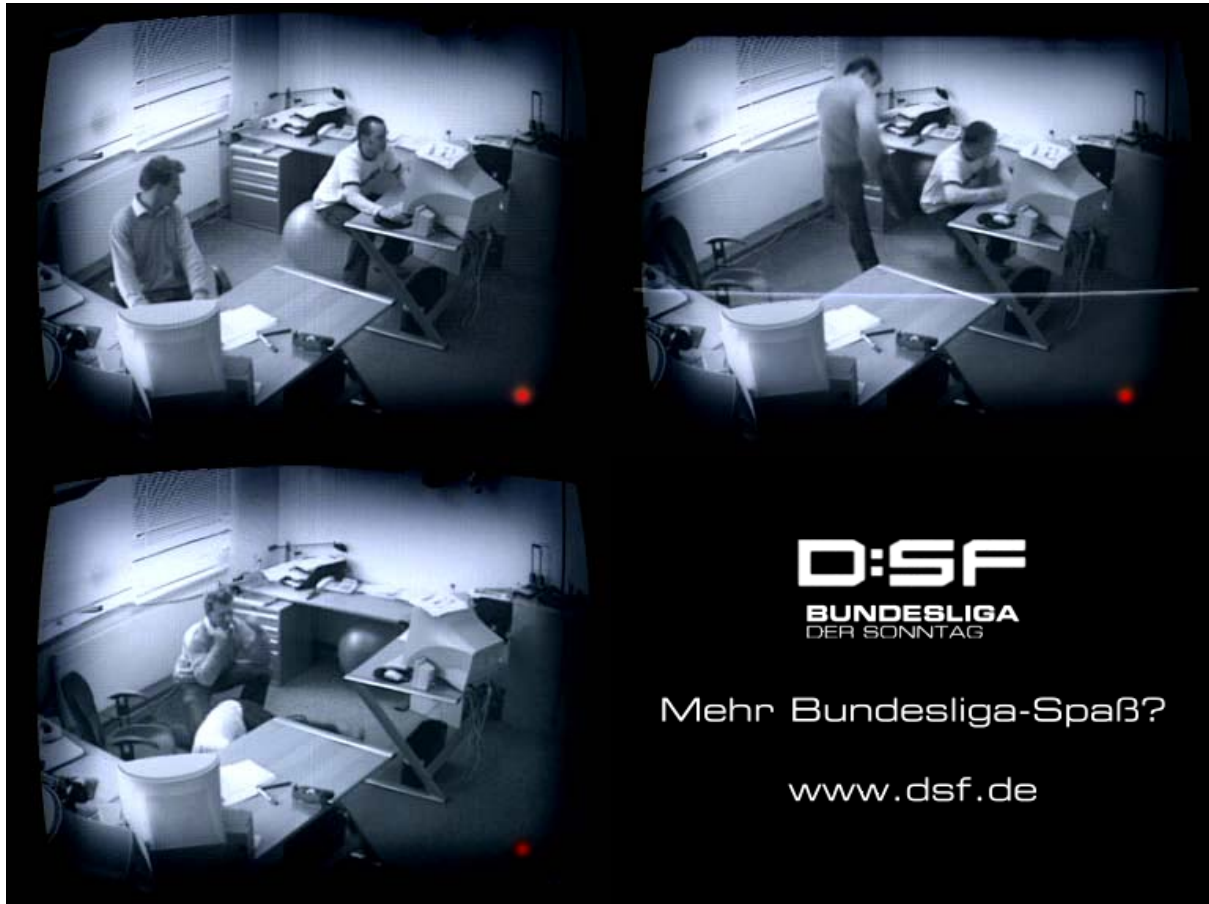 D:SF
BUNDESLIGA
DER SONNTAG
Mehr Bundesliga-Spaß?
www.dsf.de